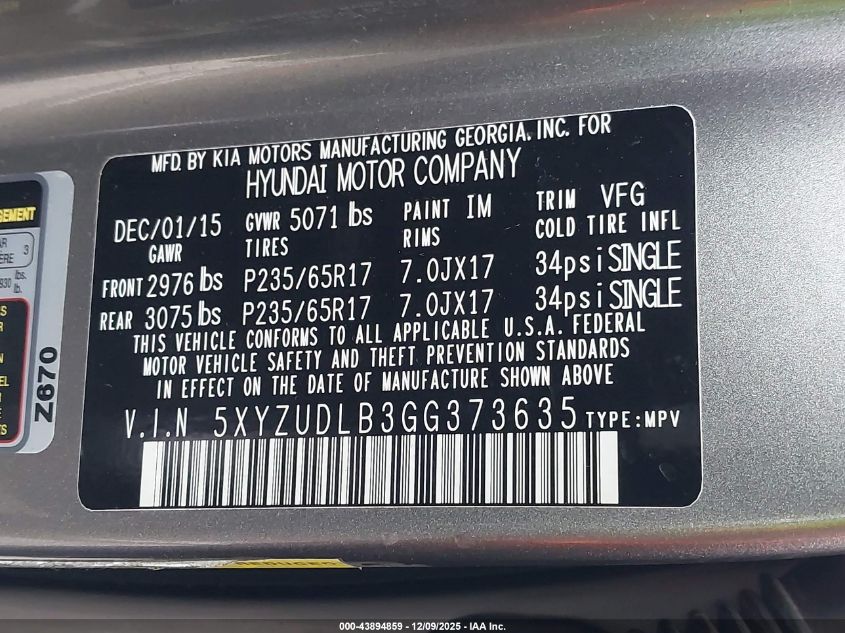 MFD. BY KIA MOTORS MANUFACTURING GEORGIA, INC. FOR
HYUNDAI MOTOR COMPANY
DEC/01/15 GVWR 5071 lbs PAINT IM TRIM VFG
GAWR TIRES RIMS COLD TIRE INFL
FRONT 2976 lbs P235/65R17 7.0JX17 34psi SINGLE
REAR 3075 lbs P235/65R17 7.0JX17 34psi SINGLE
THIS VEHICLE CONFORMS TO ALL APPLICABLE U.S.A. FEDERAL
MOTOR VEHICLE SAFETY AND THEFT PREVENTION STANDARDS
IN EFFECT ON THE DATE OF MANUFACTURE SHOWN ABOVE
V.I.N 5XYZUDLB3GG373635 TYPE:MPV
Z670
3
lbs.
lb.
000-43894859 - 12/09/2025 - IAA Inc.